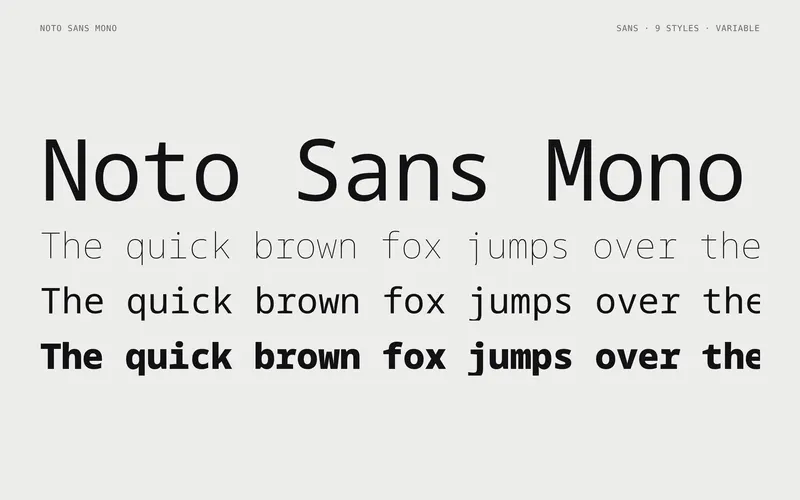 NOTO SANS MONO
SANS · 9 STYLES · VARIABLE
Noto Sans Mono
The quick brown fox jumps over the
The quick brown fox jumps over the
The quick brown fox jumps over the